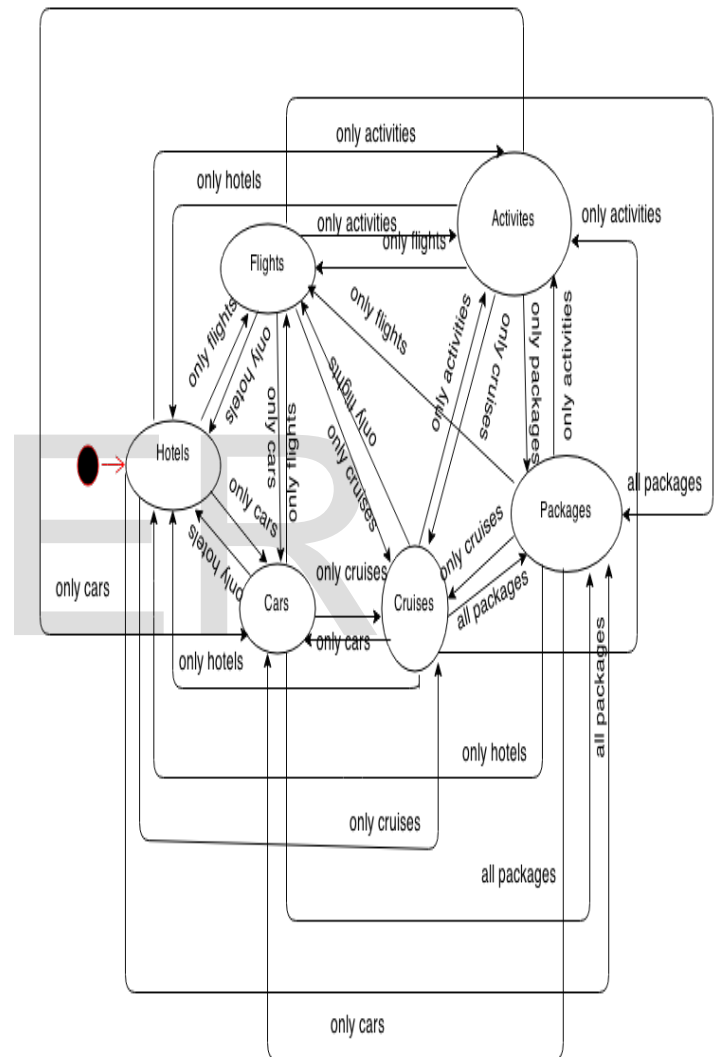 only activities
only hotels
Activites
only activities
only activities
only flights
Flights
only flights
only flights
only hotels
only activities
only cruises
only packages
only activities
only flights
only cars
only flights
only cruises
Hotels
only cars
all packages
Packages
only hotels
only cruises
only cruises
all packages
only cars
Cars
Cruises
only cars
only hotels
all packages
only hotels
only cruises
all packages
only cars
ER